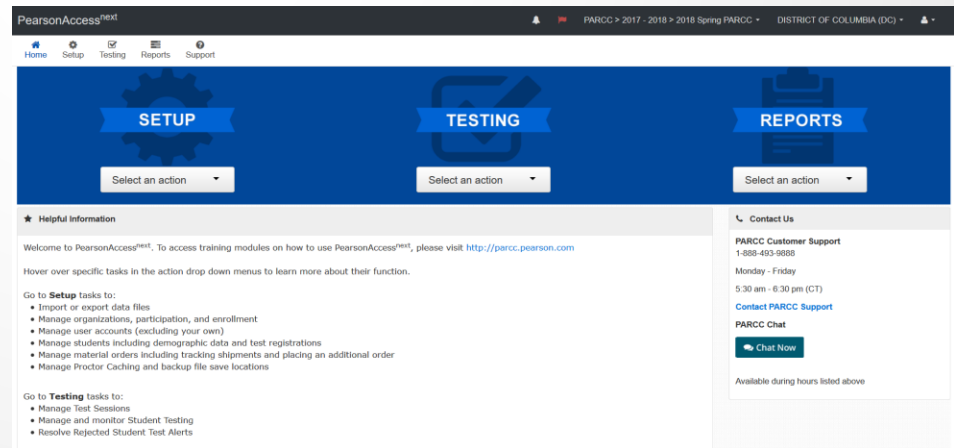 PearsonAccessnext
PARCC > 2017 - 2018 > 2018 Spring PARCC
DISTRICT OF COLUMBIA (DC)
Home Setup Testing Reports Support
SETUP
TESTING
REPORTS
Select an action
Select an action
Select an action
Helpful Information
Welcome to PearsonAccessnext. To access training modules on how to use PearsonAccessnext, please visit http://parcc.pearson.com
Hover over specific tasks in the action drop down menus to learn more about their function.
Go to Setup tasks to:
• Import or export data files
• Manage organizations, participation, and enrollment
• Manage user accounts (excluding your own)
• Manage students including demographic data and test registrations
• Manage material orders including tracking shipments and placing an additional order
• Manage Proctor Caching and backup file save locations
Go to Testing tasks to:
• Manage Test Sessions
• Manage and monitor Student Testing
• Resolve Rejected Student Test Alerts
Contact Us
PARCC Customer Support
1-888-493-9888
Monday - Friday
5:30 am - 6:30 pm (CT)
Contact PARCC Support
PARCC Chat
Chat Now
Available during hours listed above